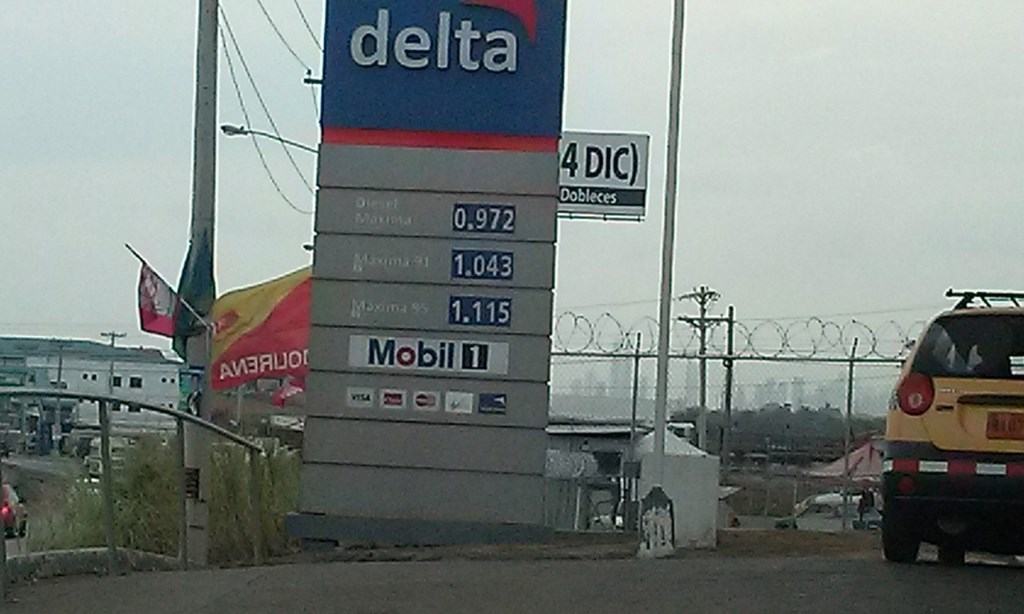 delta
4 DIC)
Dobleces
Diesel
Maxima
0.972
Maxima 91
1.043
Maxima 95
1.115
Mobil 1
VISA
DOURENA